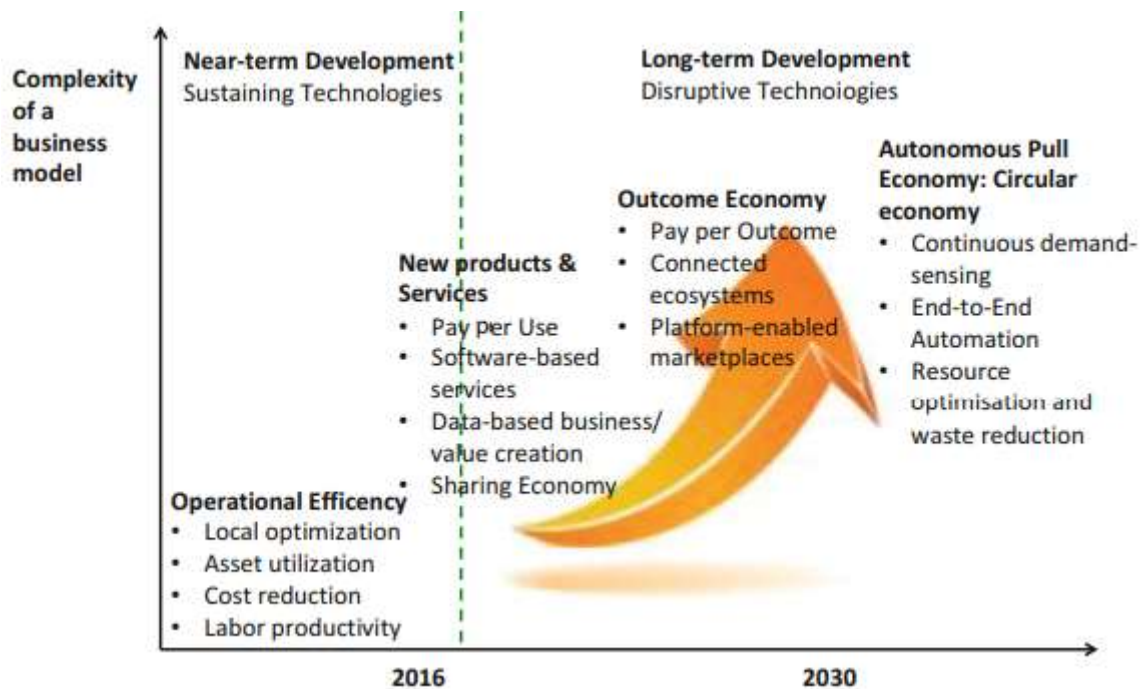 Complexity
of a
business
model
Near-term Development
Sustaining Technologies
Long-term Development
Disruptive Technoiogies
Operational Efficency
• Local optimization
• Asset utilization
• Cost reduction
• Labor productivity
New products &
Services
• Pay per Use
• Software-based
services
• Data-based business/
value creation
• Sharing Economy
Outcome Economy
• Pay per Outcome
• Connected
ecosystems
• Platform-enabled
marketplaces
Autonomous Pull
Economy: Circular
economy
• Continuous demand-
sensing
• End-to-End
Automation
• Resource
optimisation and
waste reduction
2016
2030